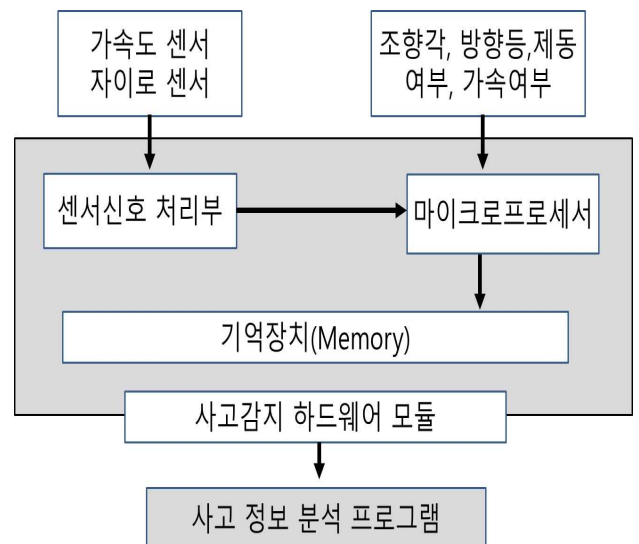 가속도 센서
자이로 센서
조향각, 방향등,제동
여부, 가속여부
센서신호 처리부
마이크로프로세서
기억장치(Memory)
사고감지 하드웨어 모듈
사고 정보 분석 프로그램